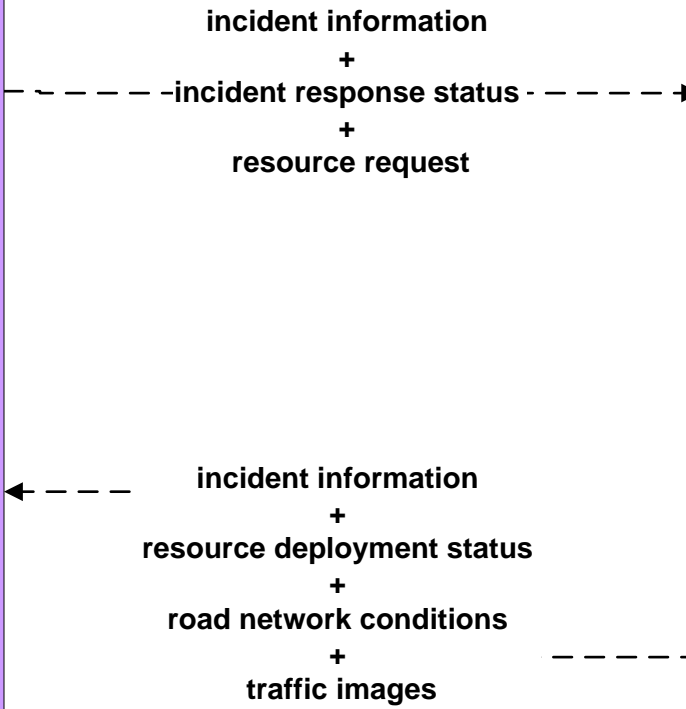 incident information
+
incident response status
+
resource request
incident information
+
resource deployment status
+
road network conditions
+
traffic images